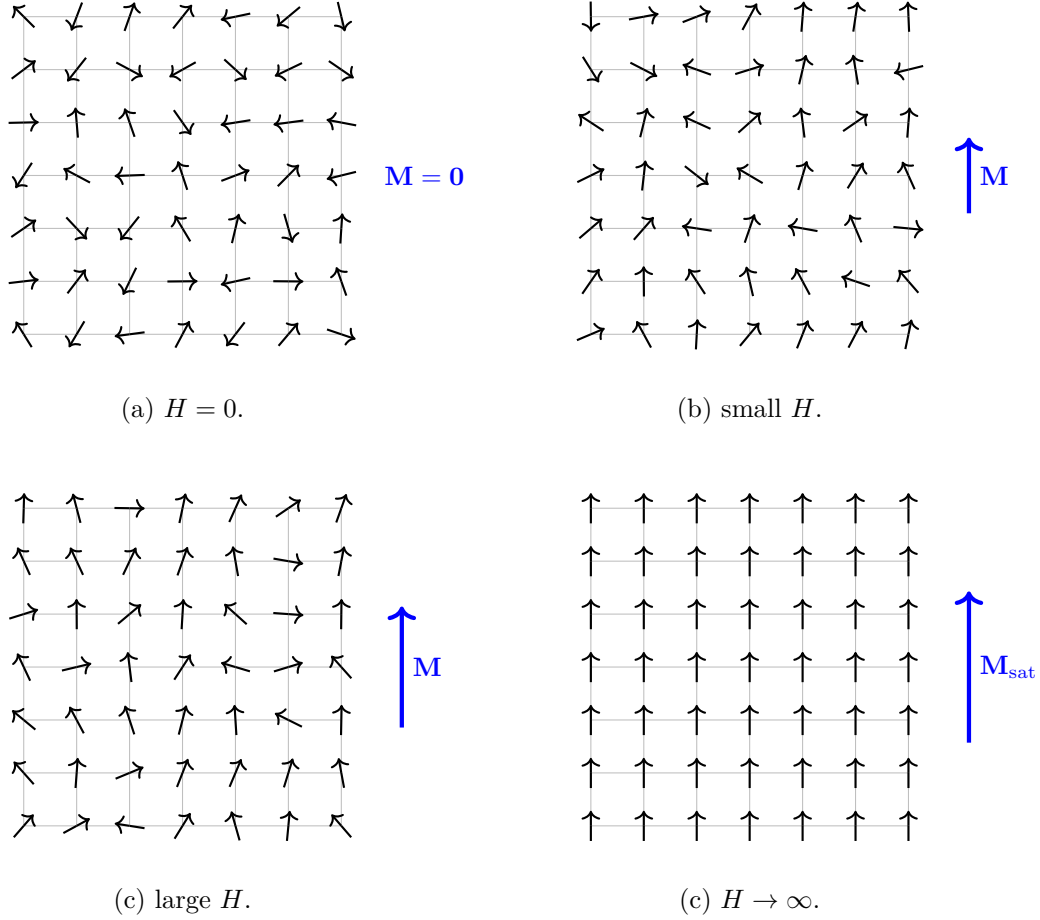 M = 0
M
(a) H = 0.
(b) small H.
M
M_sat
(c) large H.
(c) H → ∞.